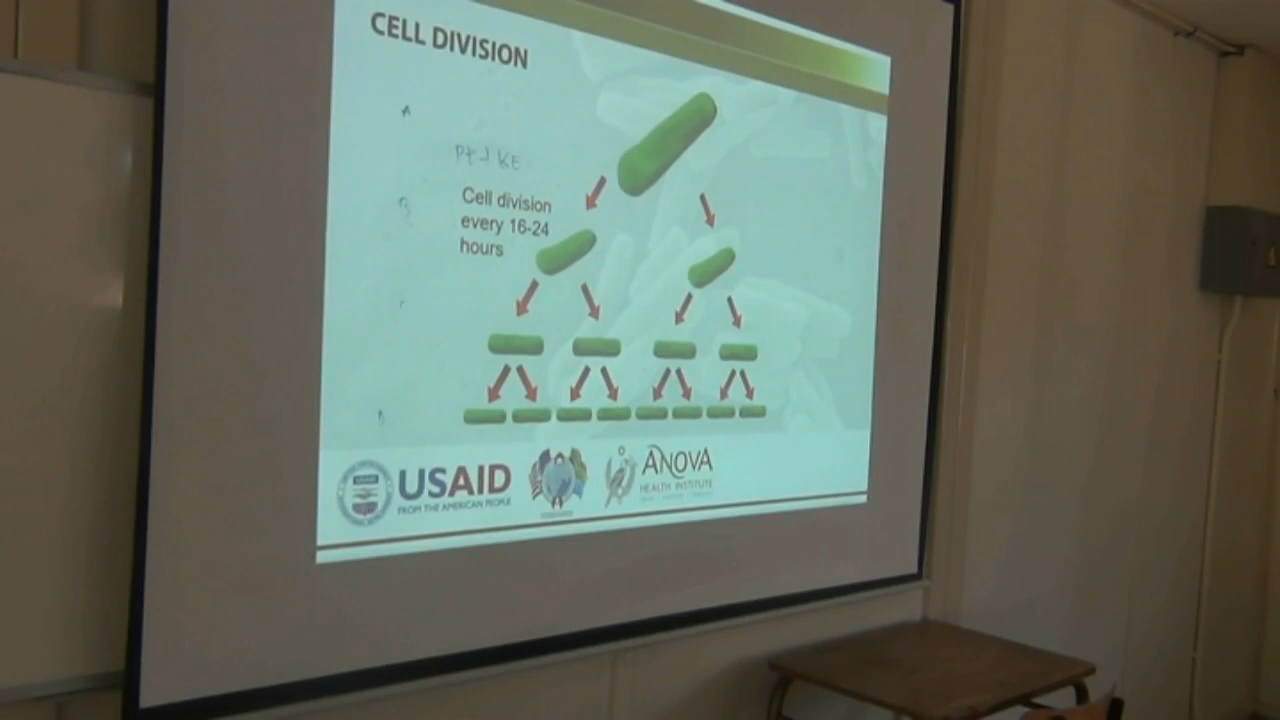 CELL DIVISION
A
Cell division
every 16-24
hours
USAID
FROM THE AMERICAN PEOPLE
ANOVA
HEALTH INSTITUTE